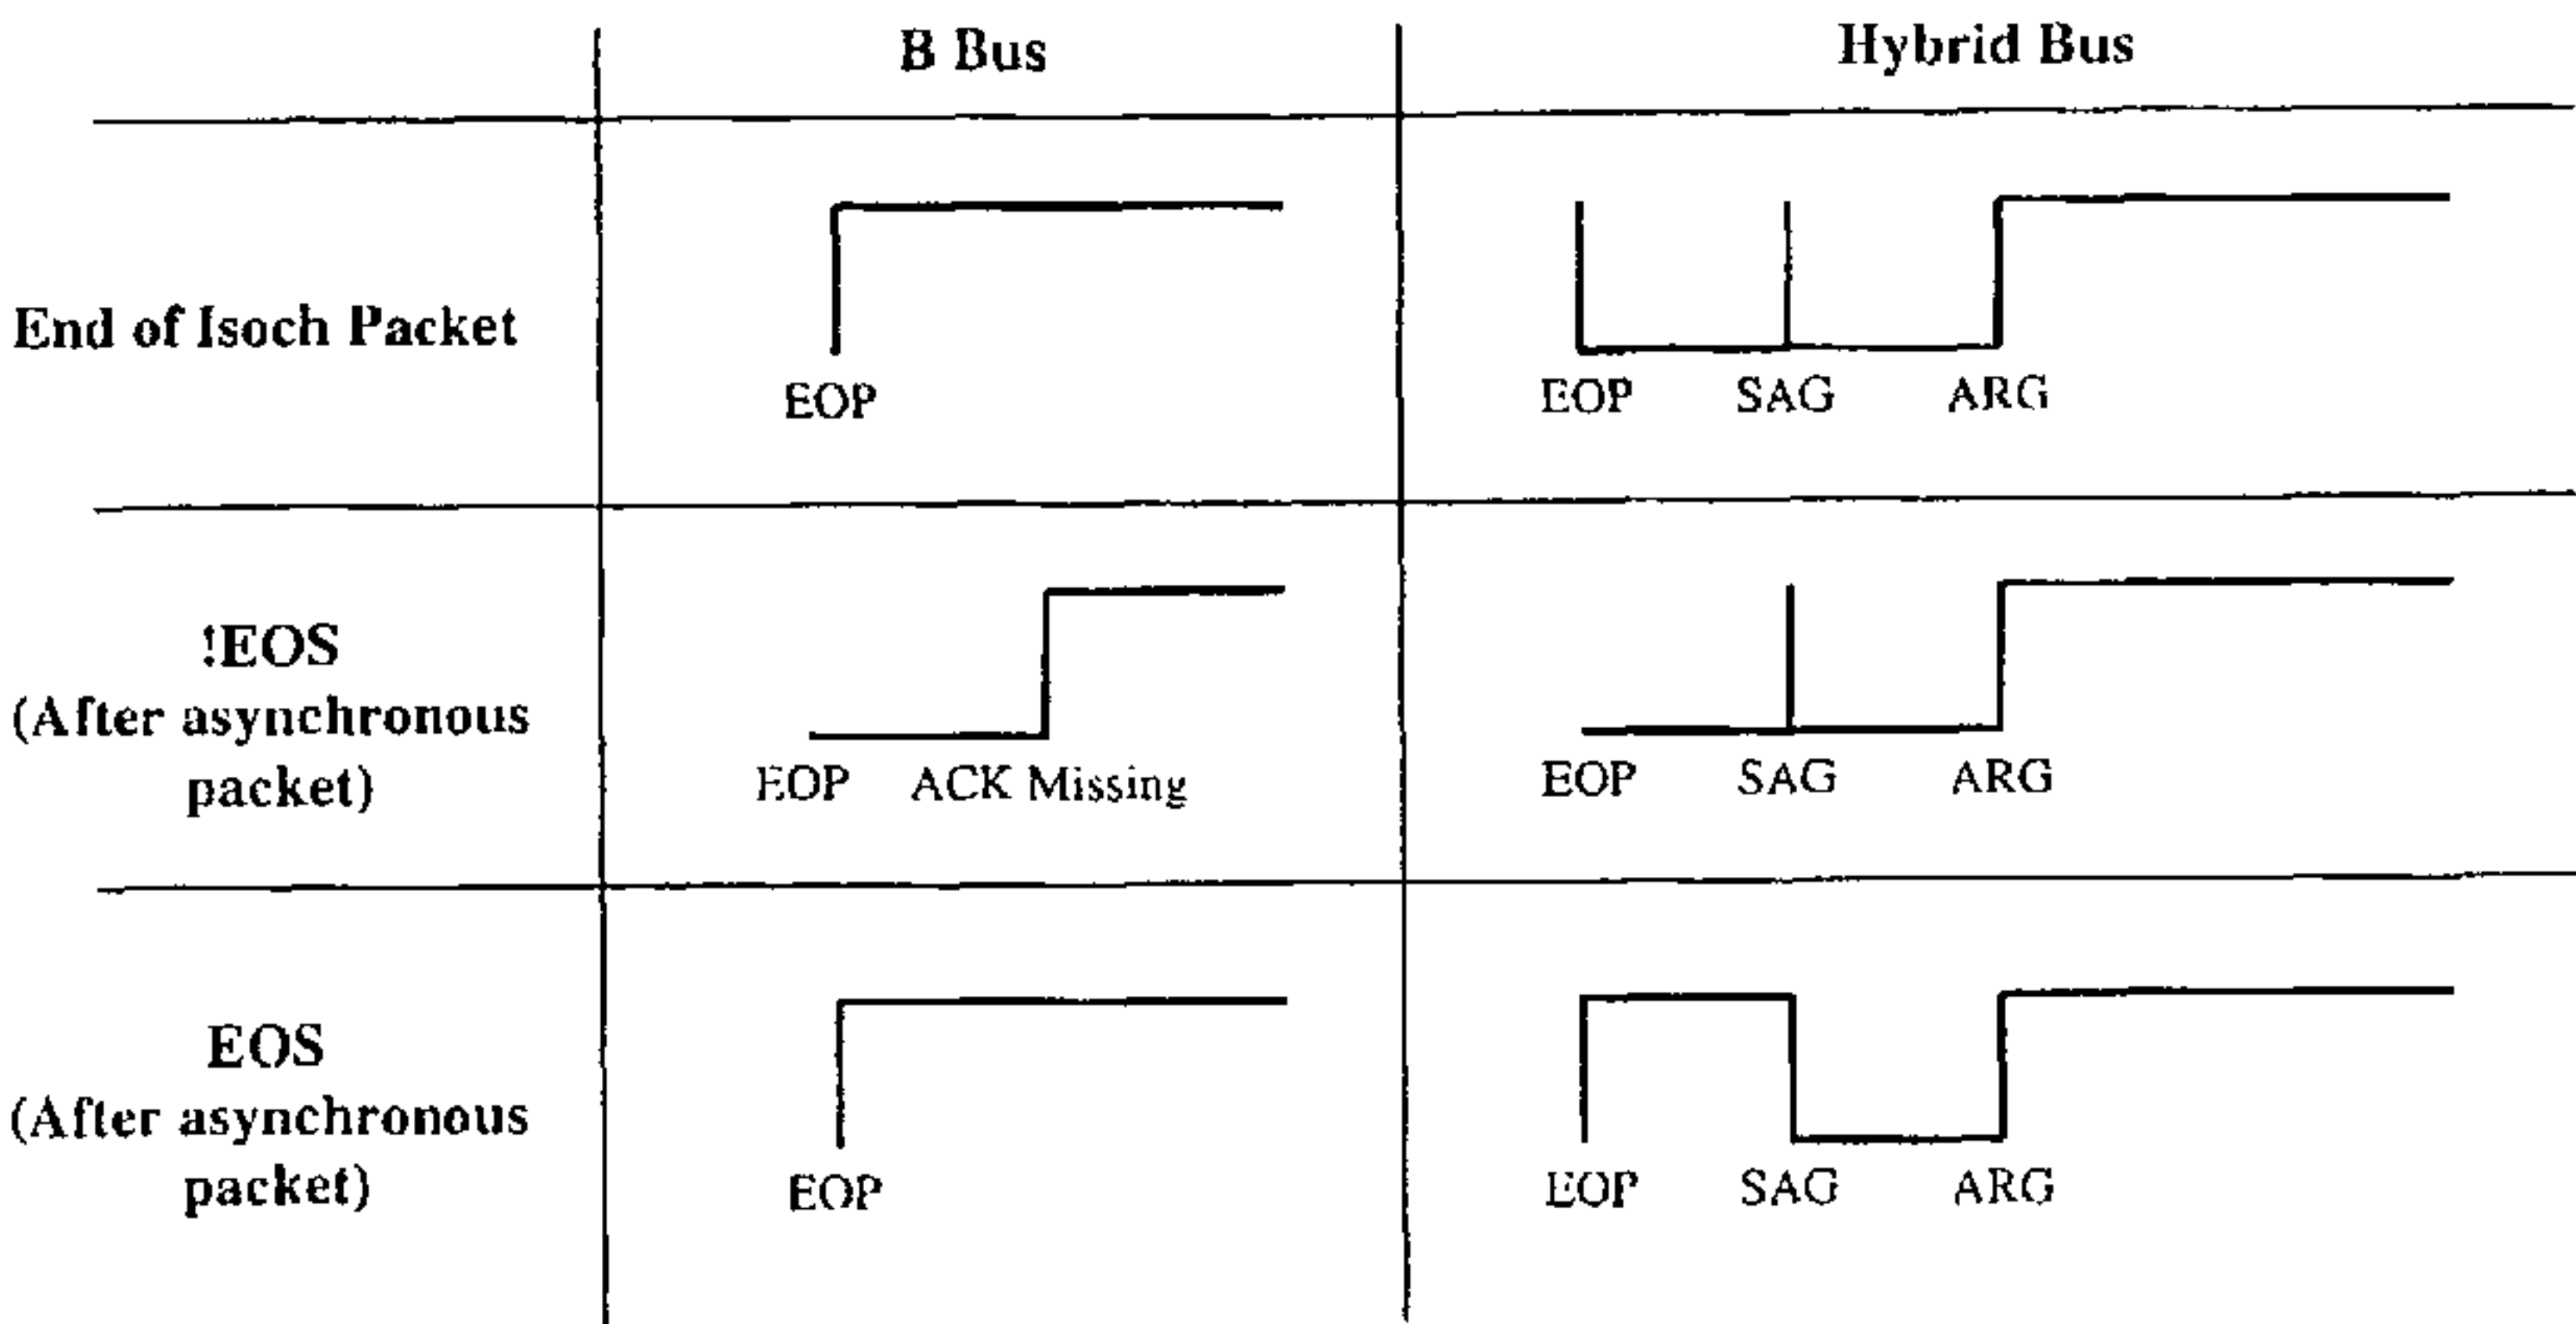 B Bus
Hybrid Bus
End of Isoch Packet
EOP
EOP
SAG
ARG
!EOS
(After asynchronous
packet)
EOP
ACK Missing
EOP
SAG
ARG
EOS
(After asynchronous
packet)
EOP
EOP
SAG
ARG